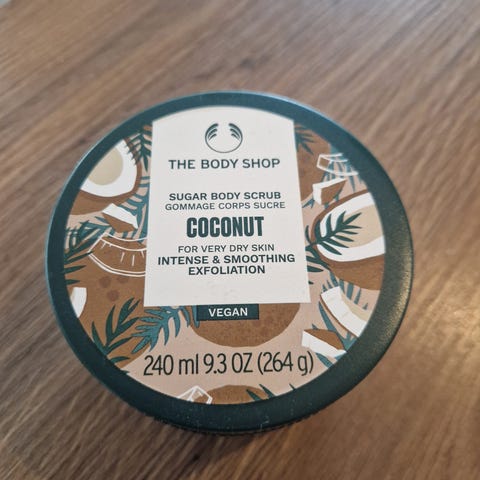 THE BODY SHOP
SUGAR BODY SCRUB
GOMMAGE CORPS SUCRE
COCONUT
FOR VERY DRY SKIN
INTENSE & SMOOTHING
EXFOLIATION
VEGAN
240 ml 9.3 OZ (264 g)